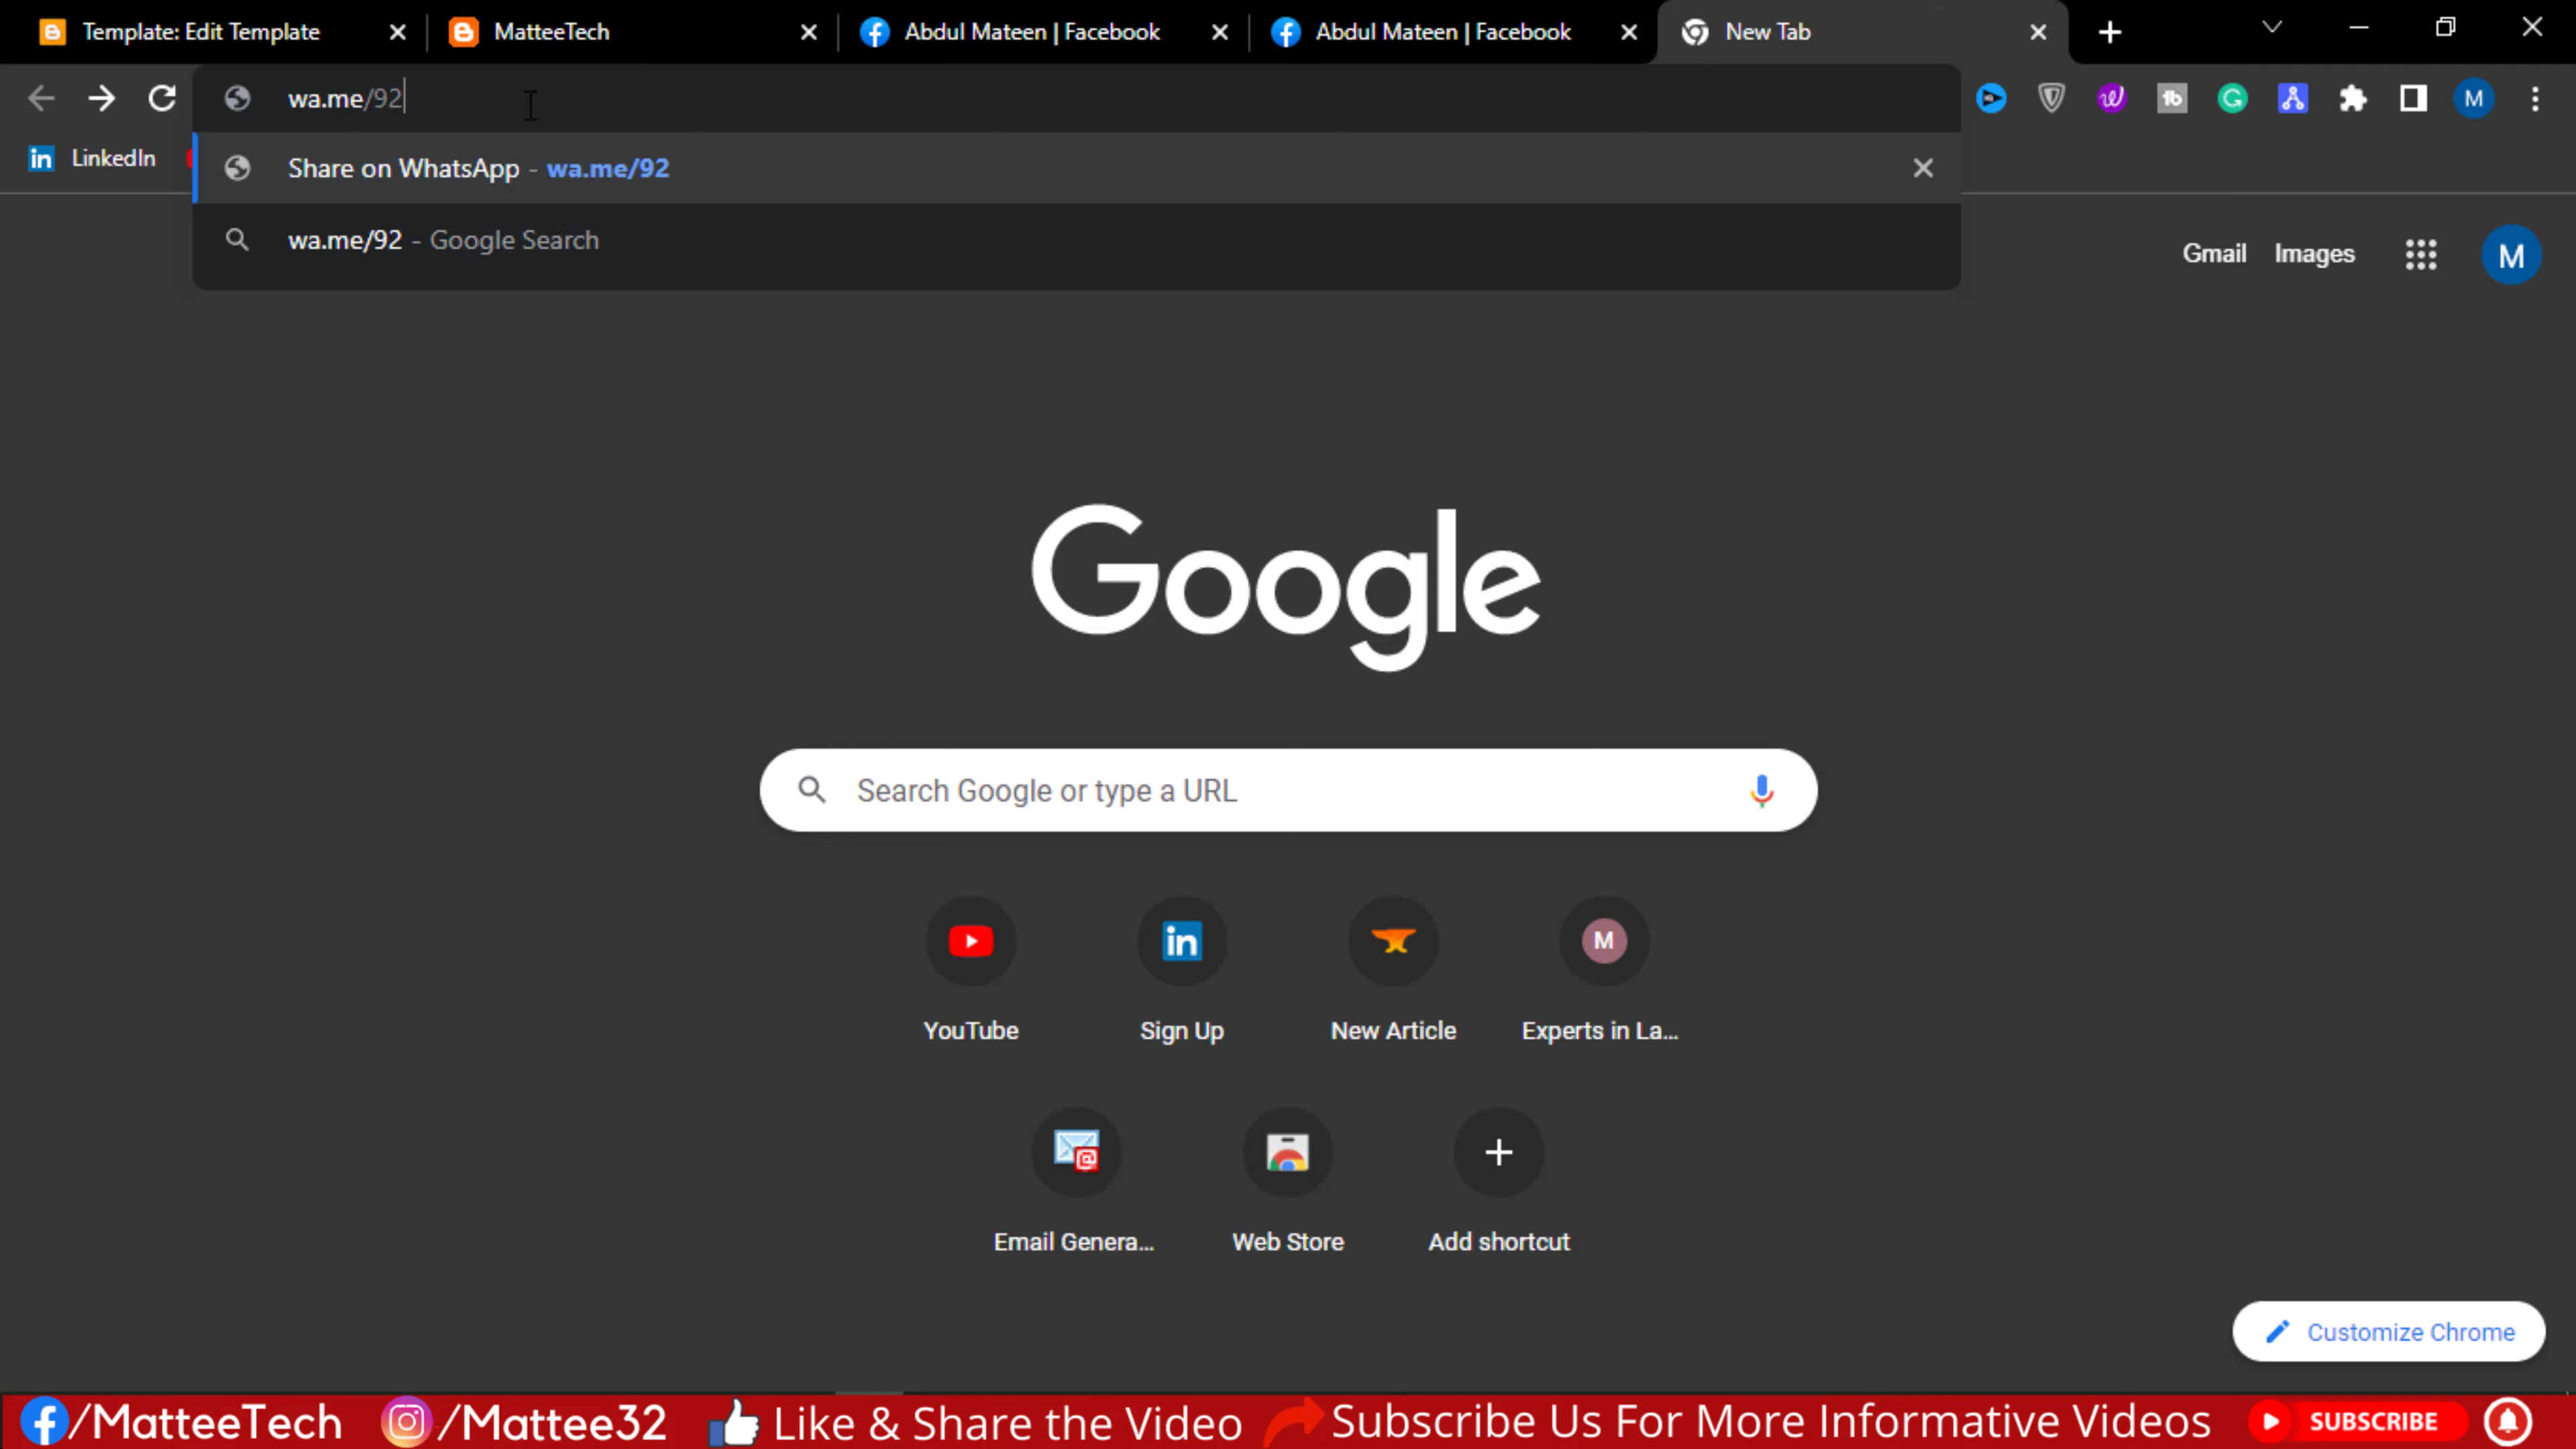 Template: Edit Template
MatteeTech
Abdul Mateen | Facebook
Abdul Mateen | Facebook
New Tab
wa.me/92
M
LinkedIn
Share on WhatsApp - wa.me/92
wa.me/92 - Google Search
Gmail
Images
M
Google
Search Google or type a URL
YouTube
Sign Up
New Article
M
Experts in La...
Email Genera...
Web Store
Add shortcut
Customize Chrome
/MatteeTech
/Mattee32
Like & Share the Video
Subscribe Us For More Informative Videos
SUBSCRIBE